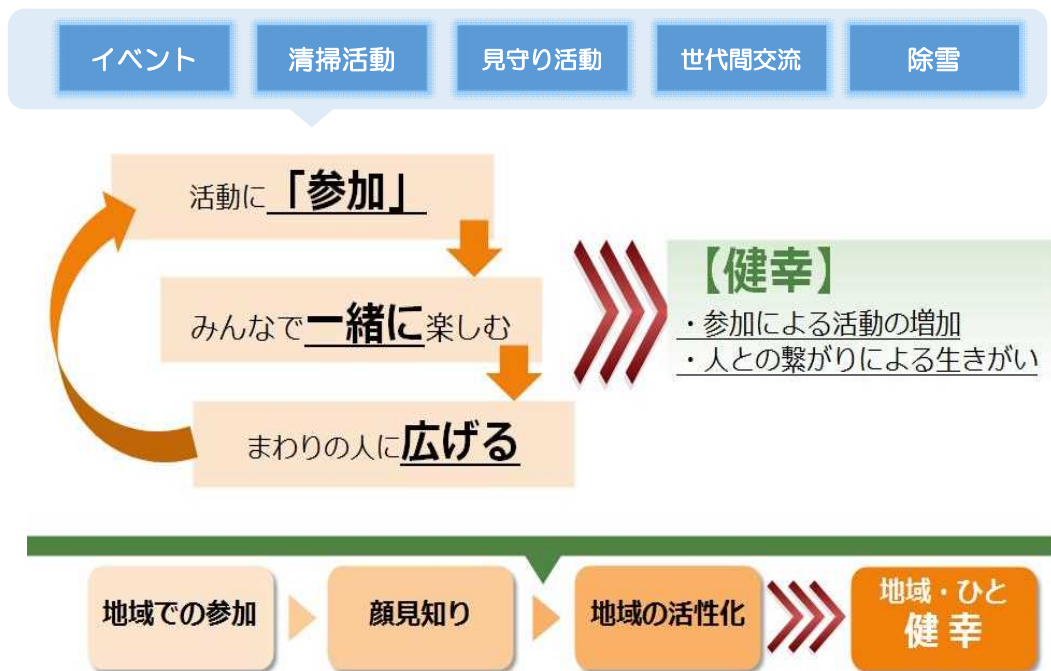 イベント
清掃活動
見守り活動
世代間交流
除雪
活動に「参加」
みんなで一緒に楽しむ
まわりの人に広げる
【健幸】
・参加による活動の増加
・人との繋がりによる生きがい
地域での参加
顔見知り
地域の活性化
地域・ひと
健幸